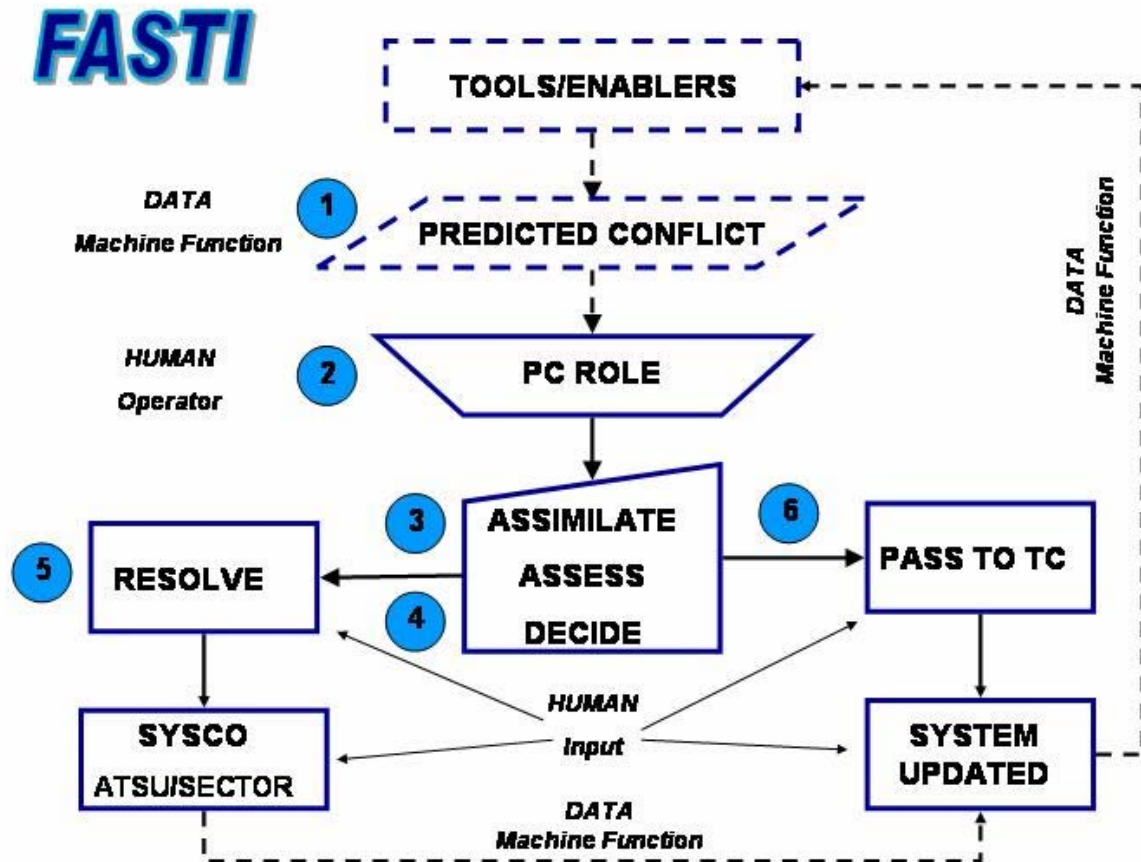 FASTI
TOOLS/ENABLERS
DATA
Machine Function
1
PREDICTED CONFLICT
DATA
Machine Function
HUMAN
Operator
2
PC ROLE
3
ASSIMILATE
6
5
RESOLVE
ASSESS
PASS TO TC
4
DECIDE
HUMAN
Input
SYSCO
ATSU/SECTOR
SYSTEM
UPDATED
DATA
Machine Function